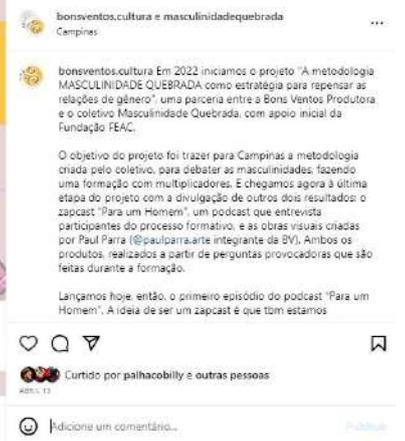 bonsventos.cultura e masculinidadequebrada
Campinas
bonsventos.cultura Em 2022 iniciamos o projeto "A metodologia
MASCULINIDADE QUEBRADA como estratégia para repensar as
relações de gênero", uma parceria entre a Bons Ventos Produtora
e o coletivo Masculinidade Quebrada, com apoio inicial da
Fundação FEAC.
O objetivo do projeto foi trazer para Campinas a metodologia
criada pelo coletivo, para debater as masculinidades, fazendo
uma formação com multiplicadores. E chegamos agora à última
etapa do projeto com a divulgação de outros dois resultados: o
zapcast "Para um Homem", um podcast que entrevista
participantes do processo formativo, e as obras visuais criadas
por Paul Parra (@paulparra.arte integrante da BV). Ambos os
produtos, realizados a partir de perguntas provocadoras que são
feitas durante a formação.
Lançamos hoje, então, o primeiro episódio do podcast "Para um
Homem". A ideia de ser um zapcast é que tbm estamos
Curtido por palhacobilly e outras pessoas
ABRIL 13
Adicione um comentário...
Publicar